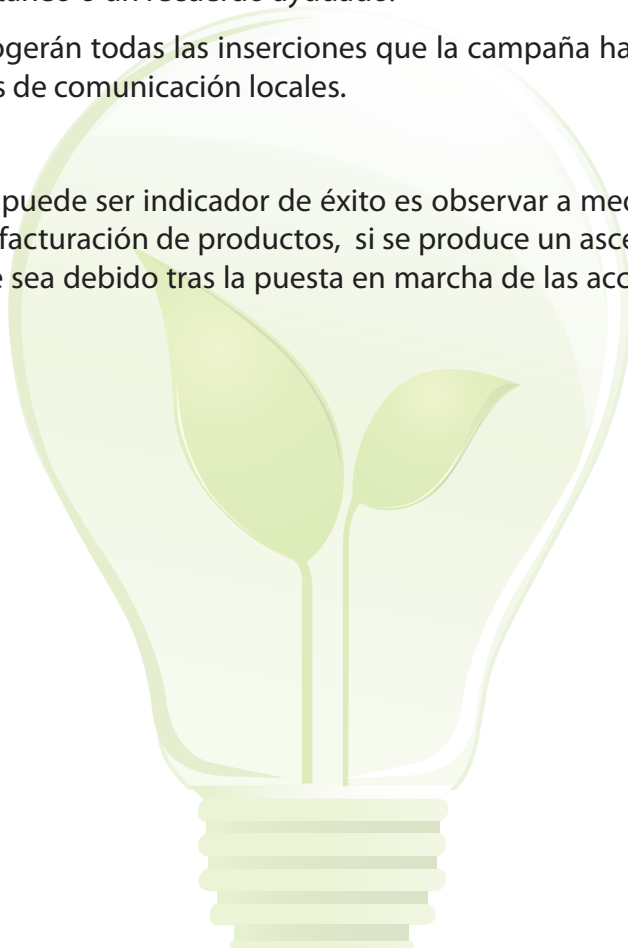 ogerán todas las inserciones que la campaña ha
s de comunicación locales.
puede ser indicador de éxito es observar a med
facturación de productos, si se produce un asce
e sea debido tras la puesta en marcha de las acc